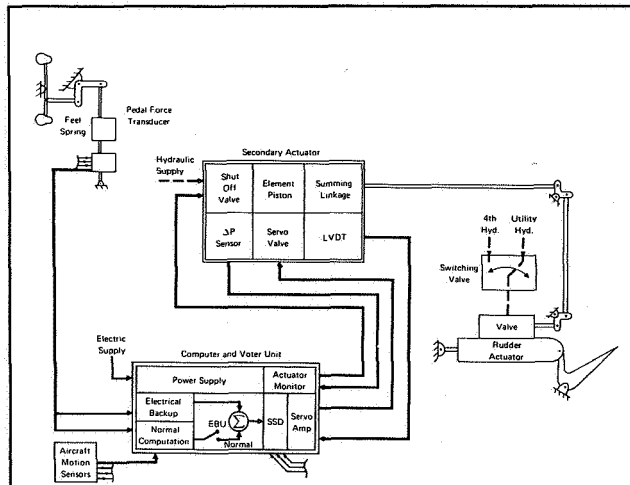 Feel
Spring
Pedal Force
Transducer
Secondary Actuator
Hydraulic
Supply
Shut
Off
Valve
Element
Piston
Summing
Linkage
ΔP
Sensor
Servo
Valve
LVDT
4th
Hyd.
Utility
Hyd.
Switching
Valve
Valve
Rudder
Actuator
Electric
Supply
Computer and Voter Unit
Power Supply
Actuator
Monitor
Electrical
Backup
EBU
Σ
SSD
Servo
Amp
Normal
Computation
Normal
Aircraft
Motion
Sensors